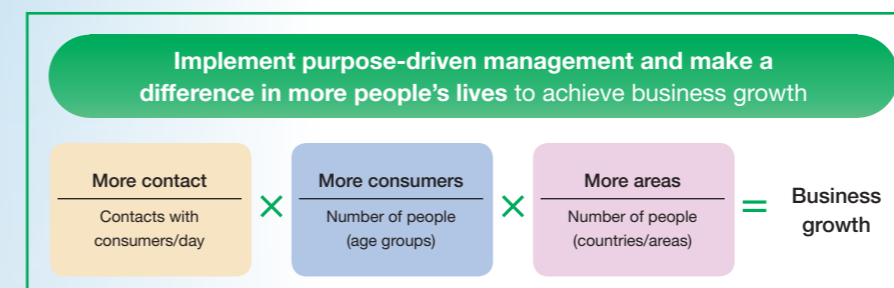 Implement purpose-driven management and make a
difference in more people's lives to achieve business growth
More contact
Contacts with
consumers/day
×
More consumers
Number of people
(age groups)
×
More areas
Number of people
(countries/areas)
=
Business
growth